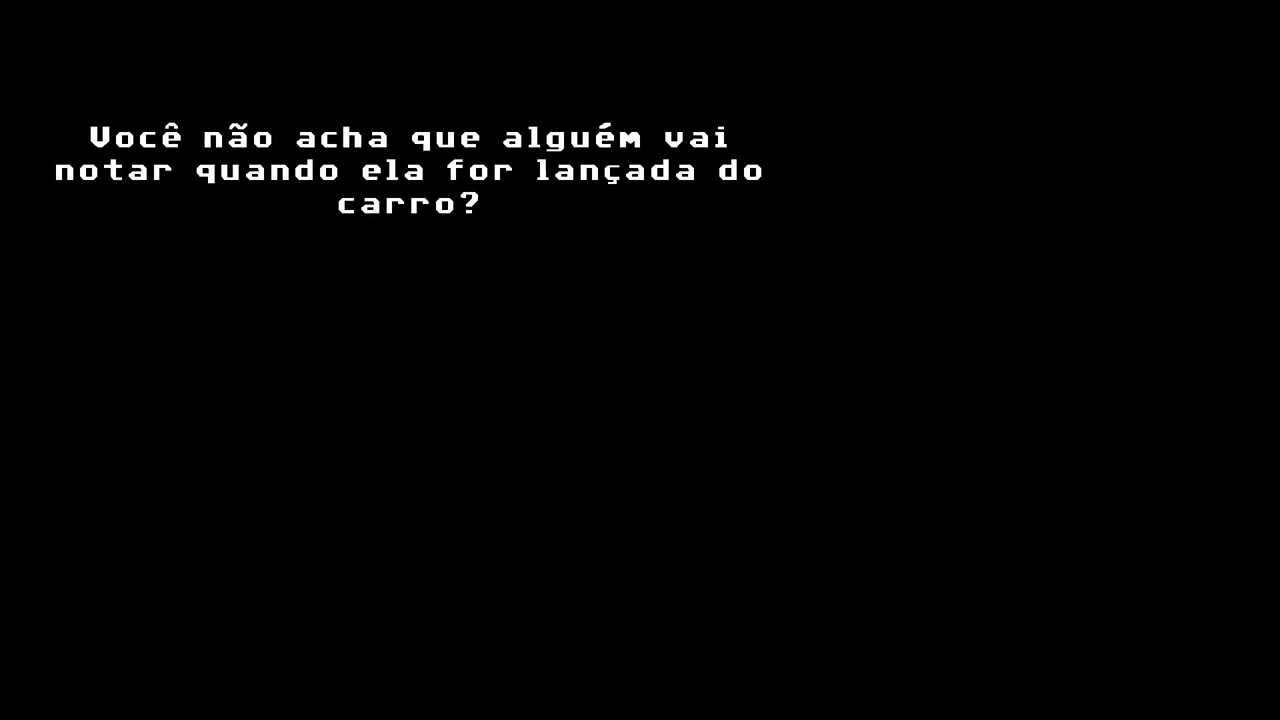 Você não acha que alguém vai
notar quando ela for lançada do
carro?